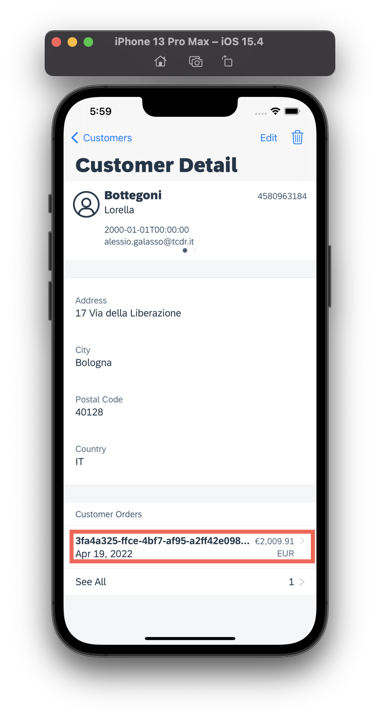 iPhone 13 Pro Max – iOS 15.4
5:59
Customers
Edit
Customer Detail
Bottegoni
4580963184
Lorella
2000-01-01T00:00:00
alessio.galasso@tcdr.it
Address
17 Via della Liberazione
City
Bologna
Postal Code
40128
Country
IT
Customer Orders
3fa4a325-ffce-4bf7-af95-a2ff42e098... €2,009.91
Apr 19, 2022 EUR
See All 1